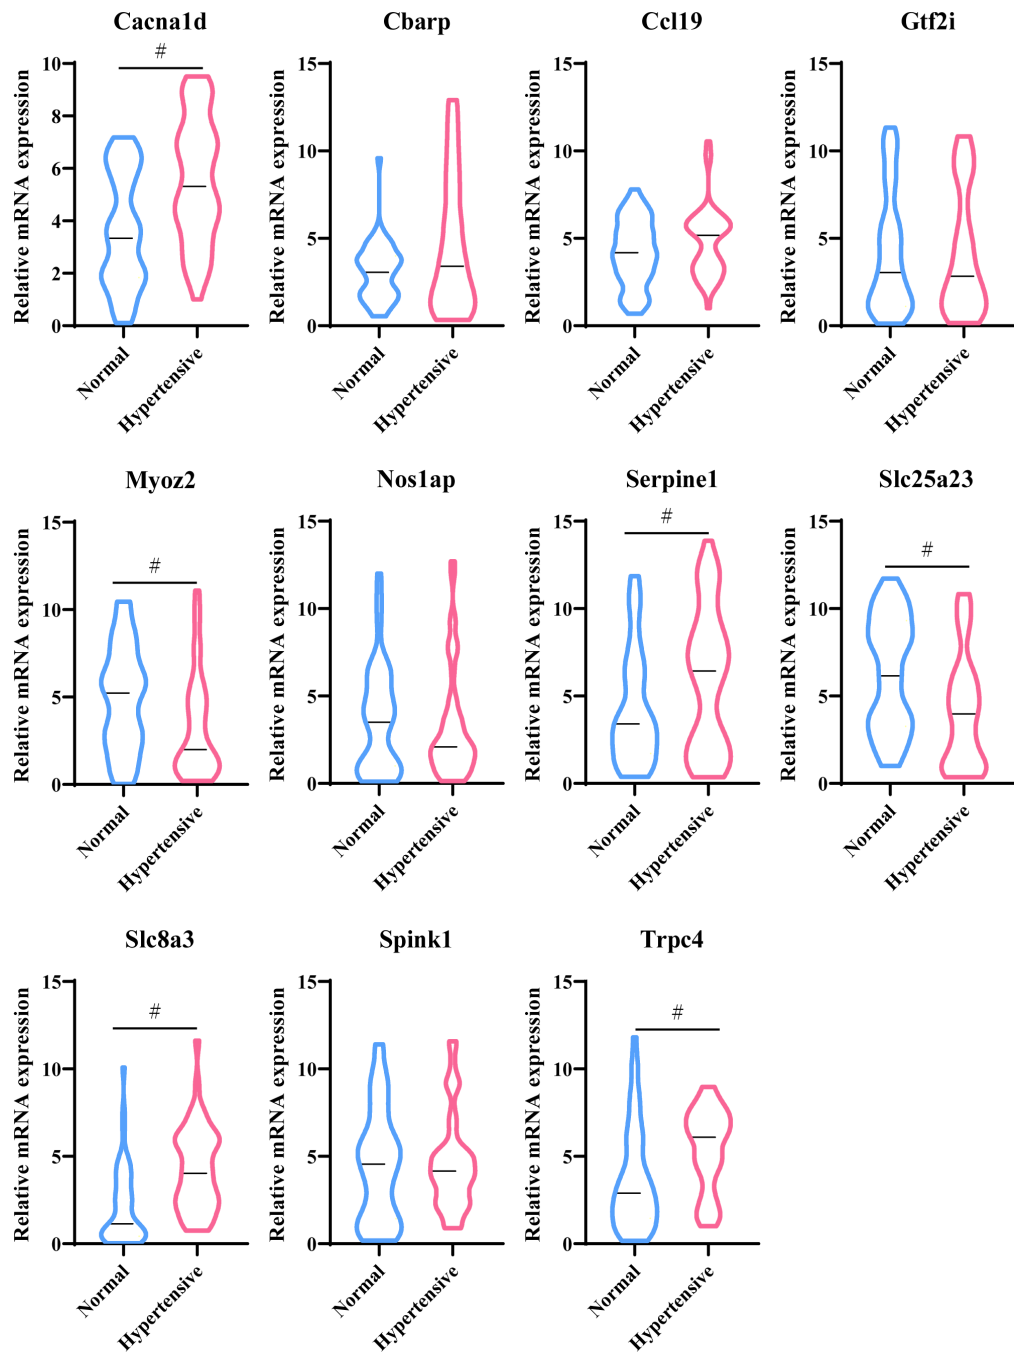 Cacna1d
Relative mRNA expression
10
8
6
4
2
0
#
Normal
Hypertensive
Cbarp
Relative mRNA expression
15
10
5
0
Normal
Hypertensive
Ccl19
Relative mRNA expression
15
10
5
0
Normal
Hypertensive
Gtf2i
Relative mRNA expression
15
10
5
0
Normal
Hypertensive
Myoz2
Relative mRNA expression
15
10
5
0
#
Normal
Hypertensive
Nos1ap
Relative mRNA expression
15
10
5
0
Normal
Hypertensive
Serpine1
Relative mRNA expression
15
10
5
0
#
Normal
Hypertensive
Slc25a23
Relative mRNA expression
15
10
5
0
#
Normal
Hypertensive
Slc8a3
Relative mRNA expression
15
10
5
0
#
Normal
Hypertensive
Spink1
Relative mRNA expression
15
10
5
0
Normal
Hypertensive
Trpc4
Relative mRNA expression
15
10
5
0
#
Normal
Hypertensive